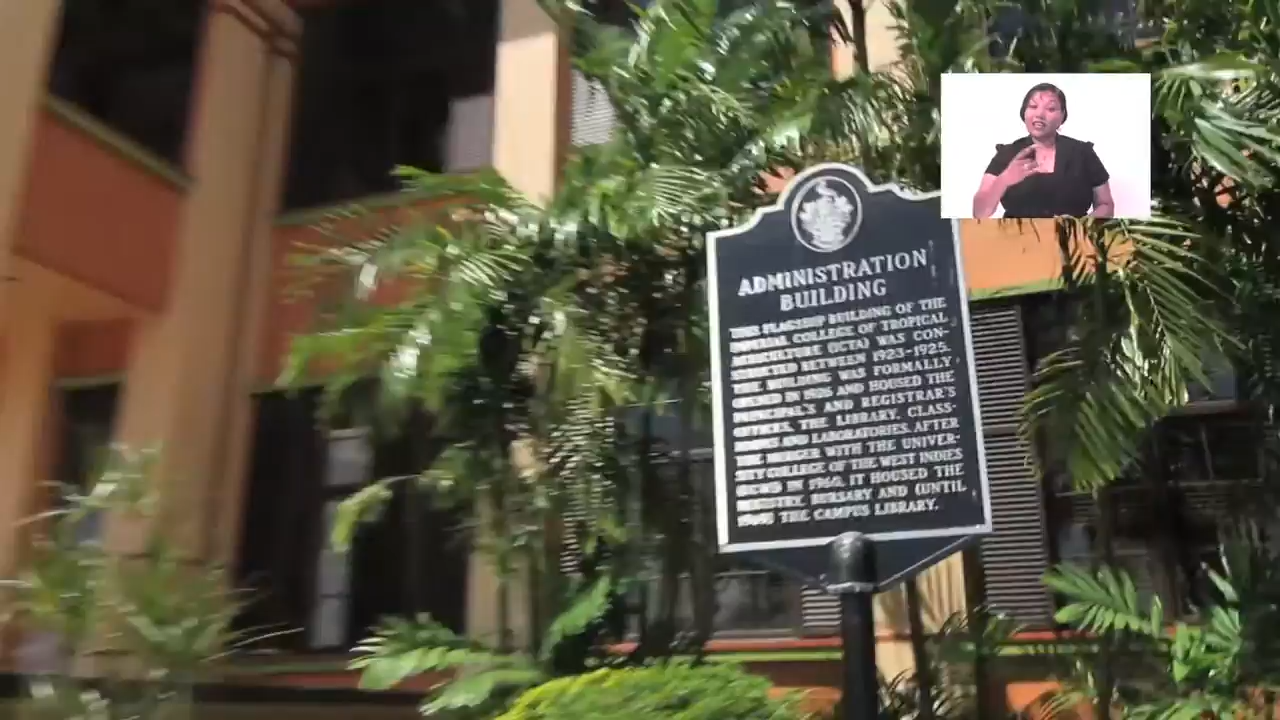 ADMINISTRATION
BUILDING
THIS FLAGSHIP BUILDING OF THE
IMPERIAL COLLEGE OF TROPICAL
AGRICULTURE (ICTA) WAS CON-
STRUCTED BETWEEN 1923-1925.
THE BUILDING WAS FORMALLY
OPENED IN 1926 AND HOUSED THE
PRINCIPAL'S AND REGISTRAR'S
OFFICES, THE LIBRARY, CLASS-
ROOMS AND LABORATORIES. AFTER
THE MERGER WITH THE UNIVER-
SITY COLLEGE OF THE WEST INDIES
(UCWI) IN 1960, IT HOUSED THE
REGISTRY, BURSARY AND (UNTIL
1969) THE CAMPUS LIBRARY.